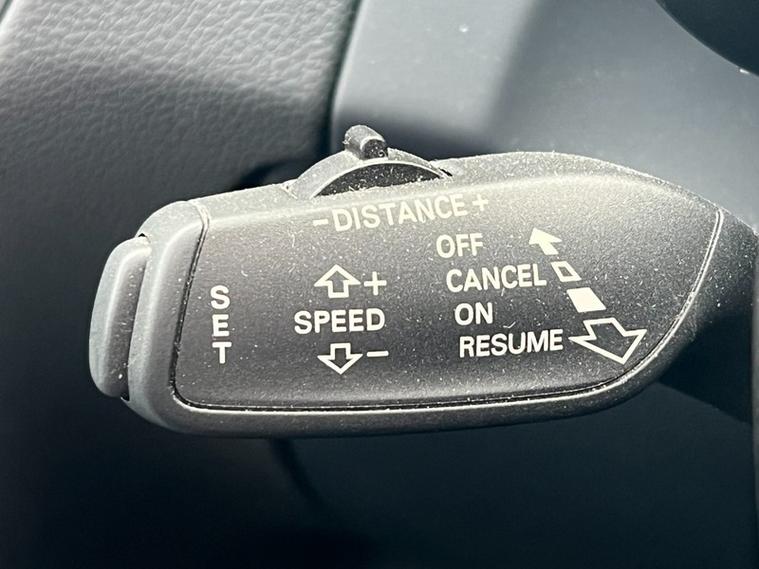 -DISTANCE+
OFF
CANCEL
ON
RESUME
+
SPEED
-
SET